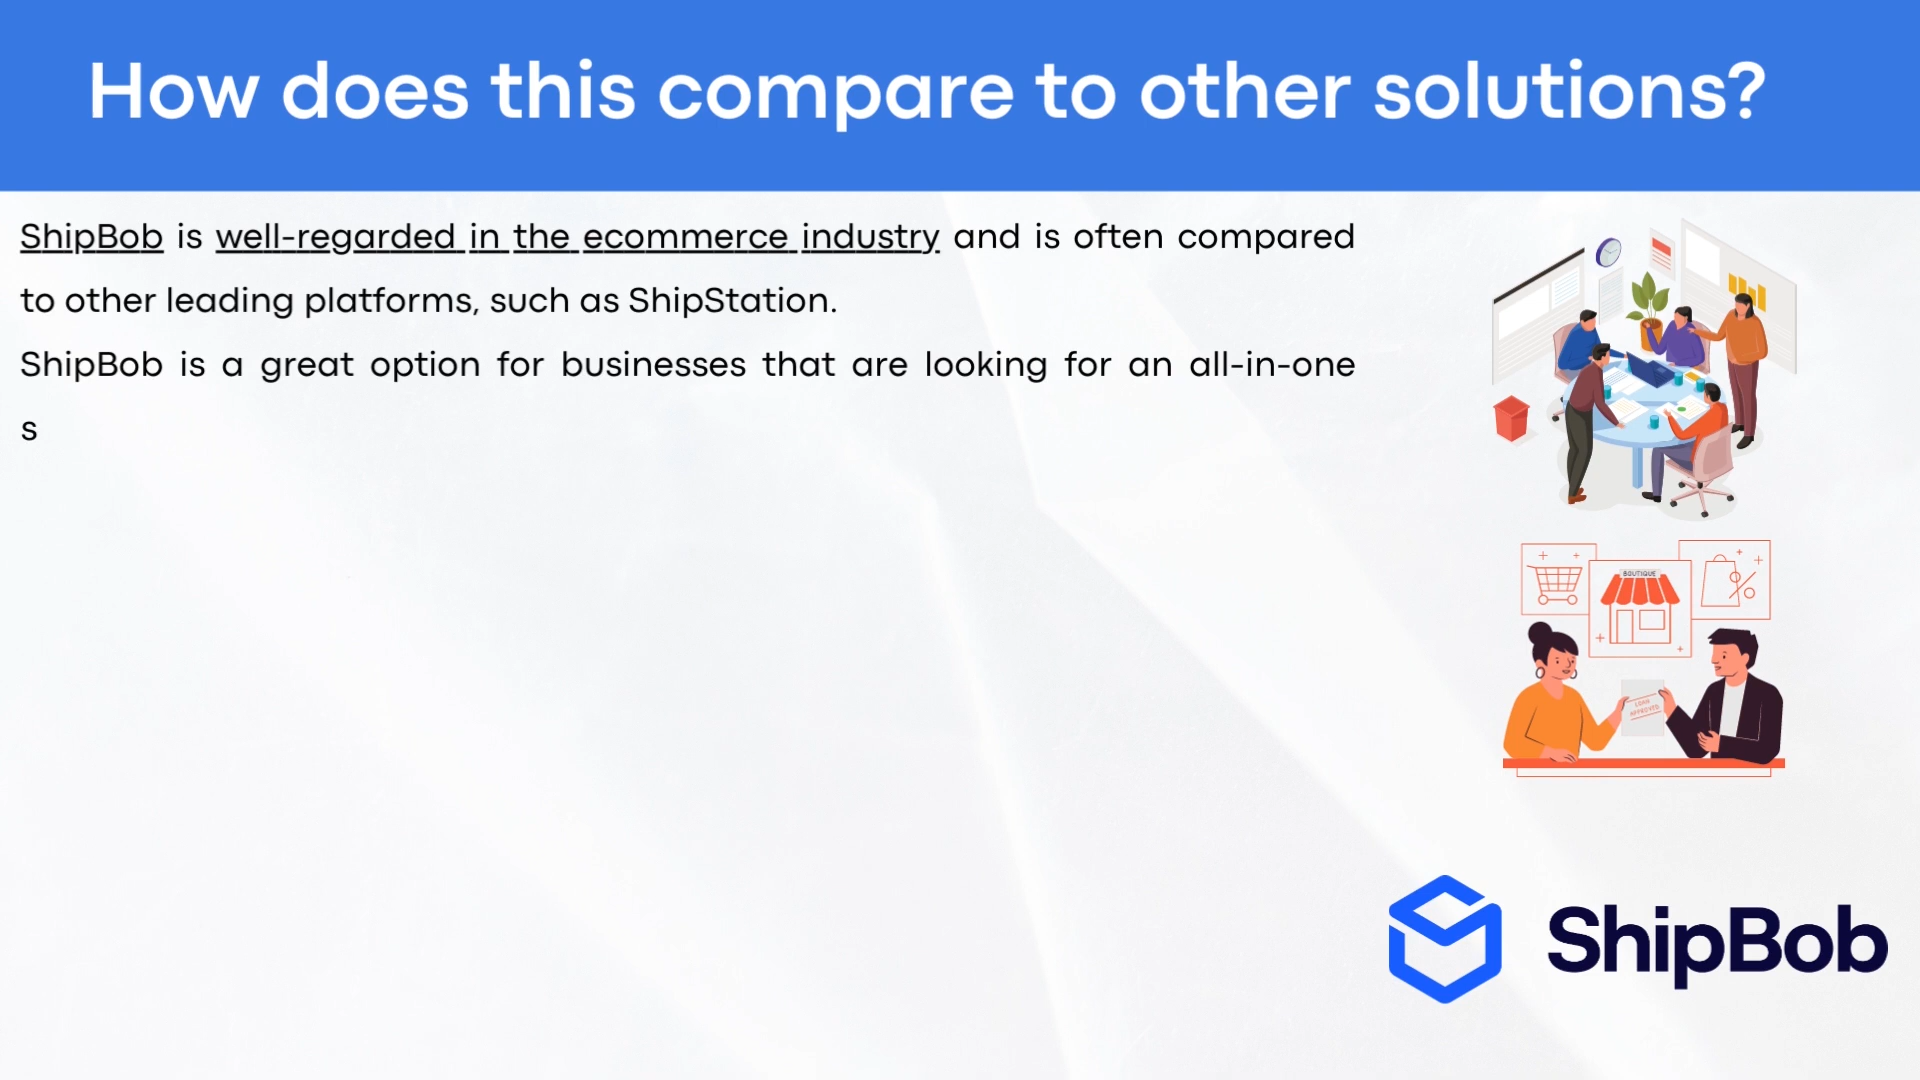 How does this compare to other solutions?
ShipBob is well-regarded in the ecommerce industry and is often compared
to other leading platforms, such as ShipStation.
ShipBob is a great option for businesses that are looking for an all-in-one
s
BOUTIQUE
LOAN
APPROVED
ShipBob